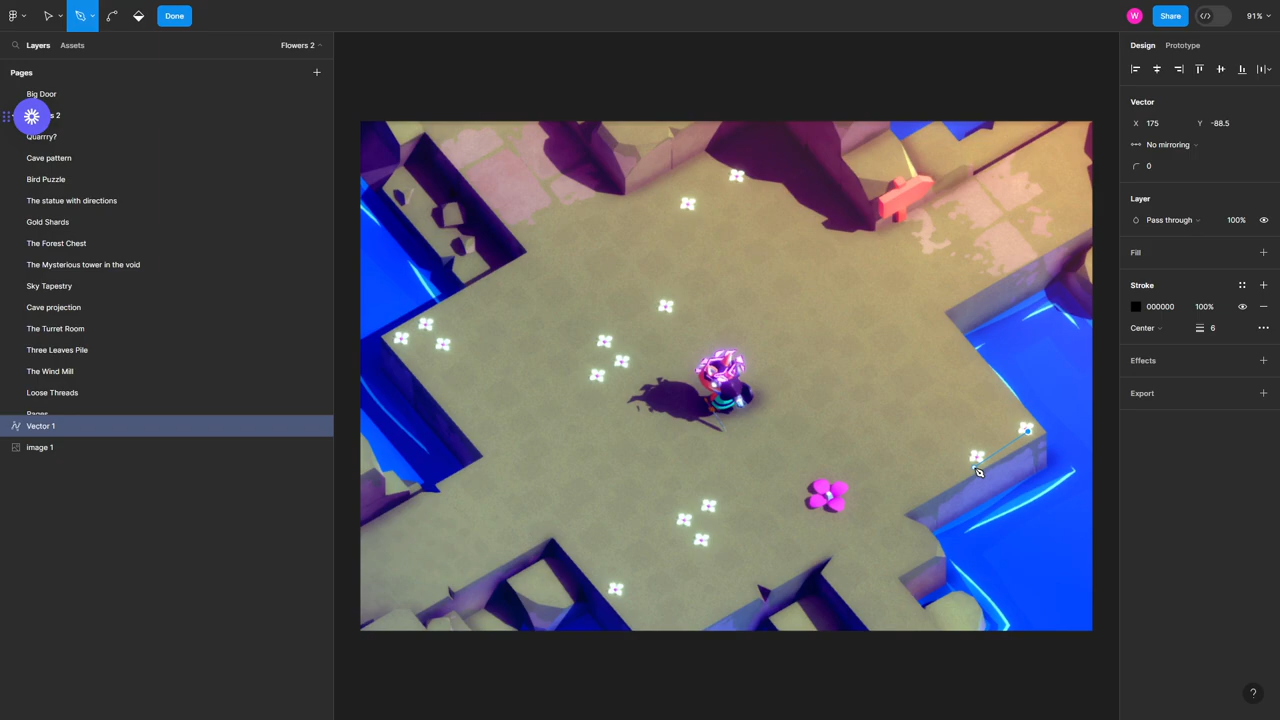 Done
W
Share
91%
Layers
Assets
Flowers 2
Design
Prototype
Pages
Big Door
s 2
Quarrry?
Cave pattern
Bird Puzzle
The statue with directions
Gold Shards
The Forest Chest
The Mysterious tower in the void
Sky Tapestry
Cave projection
The Turret Room
Three Leaves Pile
The Wind Mill
Loose Threads
Pages
Vector 1
image 1
Vector
X 175
Y -88.5
No mirroring
0
Layer
Pass through
100%
Fill
Stroke
000000
100%
Center
6
Effects
Export
?